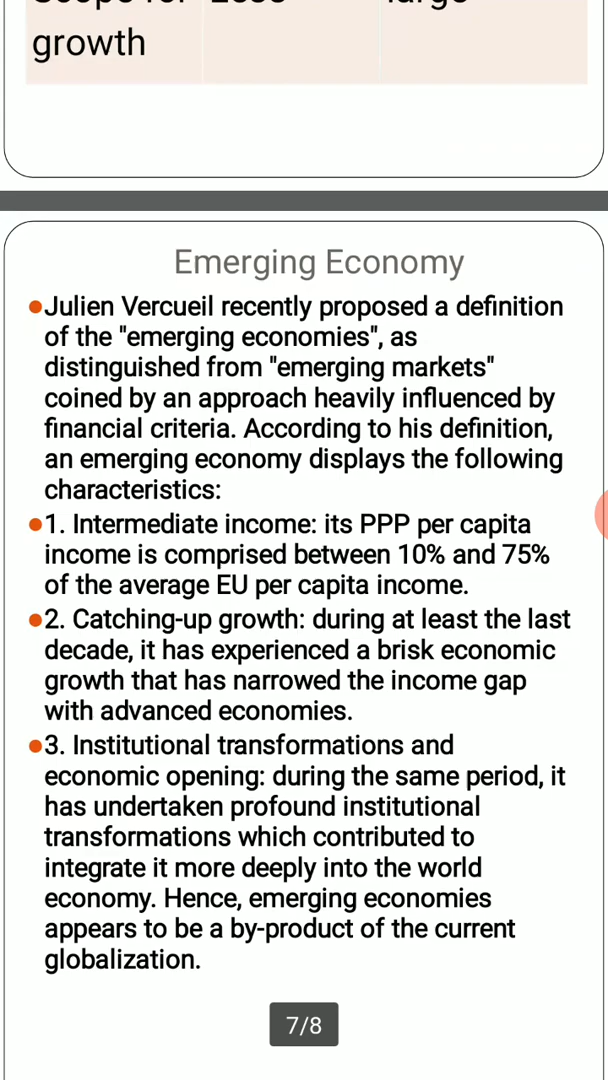 growth
Emerging Economy
●Julien Vercueil recently proposed a definition
of the "emerging economies", as
distinguished from "emerging markets"
coined by an approach heavily influenced by
financial criteria. According to his definition,
an emerging economy displays the following
characteristics:
●1. Intermediate income: its PPP per capita
income is comprised between 10% and 75%
of the average EU per capita income.
●2. Catching-up growth: during at least the last
decade, it has experienced a brisk economic
growth that has narrowed the income gap
with advanced economies.
●3. Institutional transformations and
economic opening: during the same period, it
has undertaken profound institutional
transformations which contributed to
integrate it more deeply into the world
economy. Hence, emerging economies
appears to be a by-product of the current
globalization.
7/8